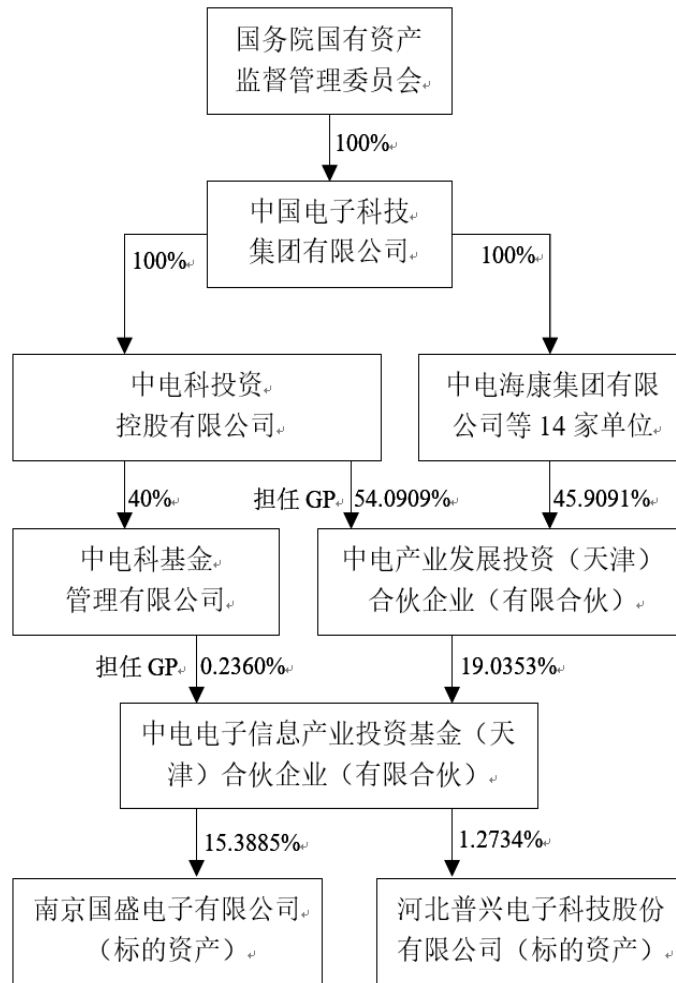 国务院国有资产
监督管理委员会
100%
中国电子科技
集团有限公司
100%
100%
中电科投资
控股有限公司
中电海康集团有限
公司等 14 家单位
40%
担任 GP
54.0909%
45.9091%
中电科基金
管理有限公司
中电产业发展投资（天津）
合伙企业（有限合伙）
担任 GP
0.2360%
19.0353%
中电电子信息产业投资基金（天
津）合伙企业（有限合伙）
15.3885%
1.2734%
南京国盛电子有限公司
（标的资产）
河北普兴电子科技股份
有限公司（标的资产）